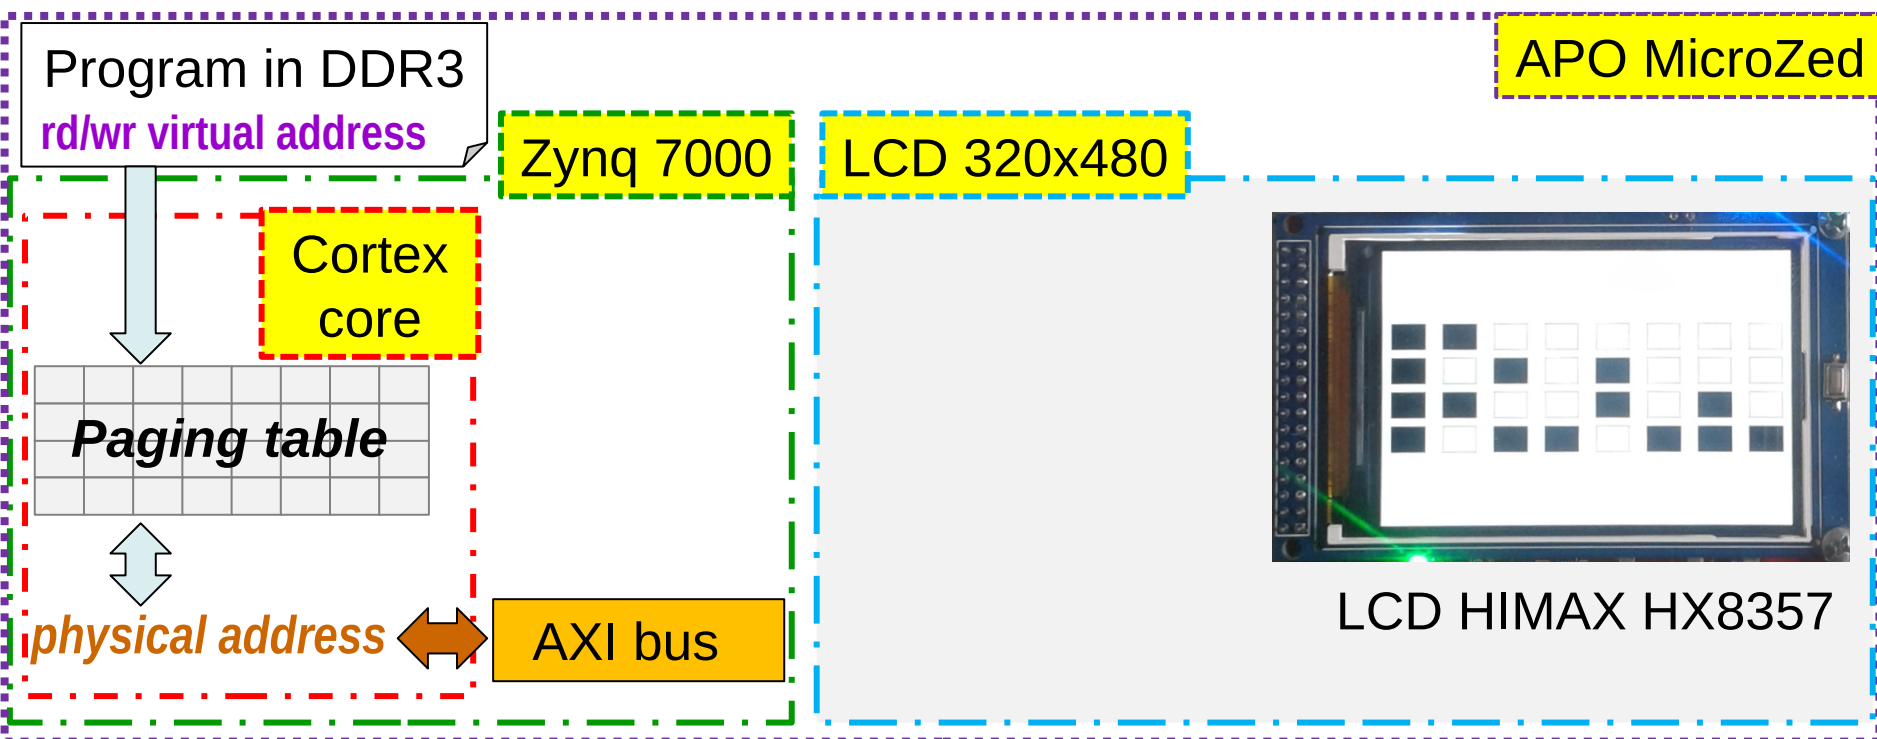 Program in DDR3
rd/wr virtual address
APO MicroZed
Zynq 7000
LCD 320x480
Cortex
core
Paging table
physical address
AXI bus
LCD HIMAX HX8357